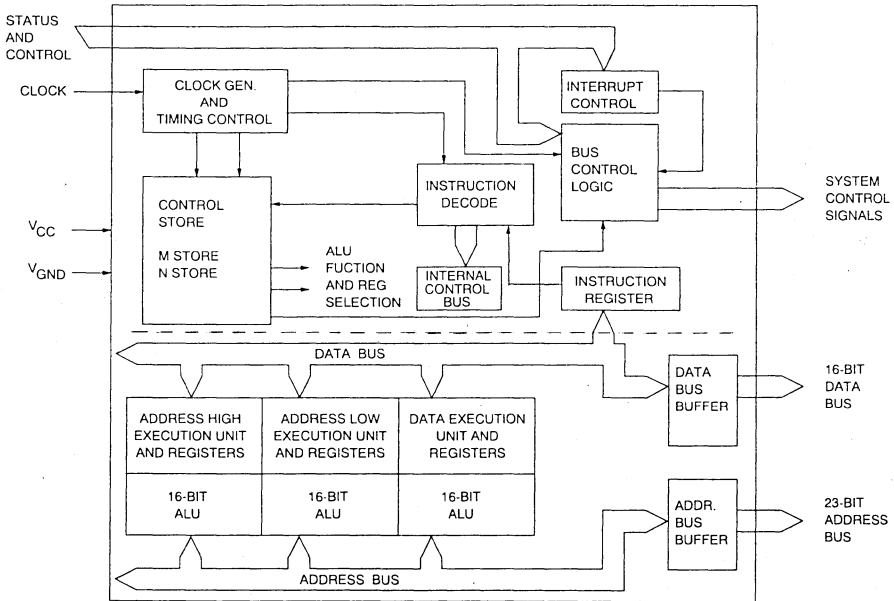 STATUS
AND
CONTROL
CLOCK
CLOCK GEN.
AND
TIMING CONTROL
INTERRUPT
CONTROL
BUS
CONTROL
LOGIC
SYSTEM
CONTROL
SIGNALS
INSTRUCTION
DECODE
CONTROL
STORE
M STORE
N STORE
VCC
VGND
ALU
FUCTION
AND REG
SELECTION
INTERNAL
CONTROL
BUS
INSTRUCTION
REGISTER
DATA BUS
DATA
BUS
BUFFER
16-BIT
DATA
BUS
ADDRESS HIGH
EXECUTION UNIT
AND REGISTERS
ADDRESS LOW
EXECUTION UNIT
AND REGISTERS
DATA EXECUTION
UNIT AND
REGISTERS
16-BIT
ALU
16-BIT
ALU
16-BIT
ALU
ADDR.
BUS
BUFFER
23-BIT
ADDRESS
BUS
ADDRESS BUS